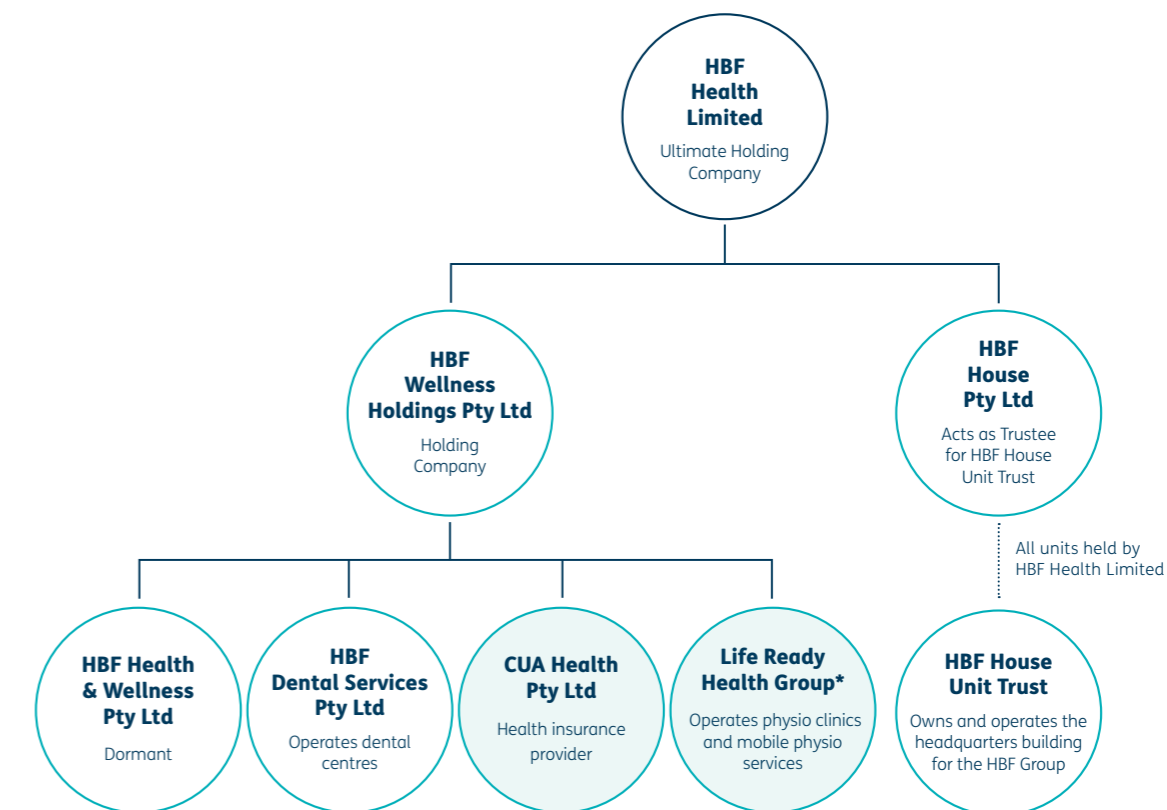 HBF
Health
Limited
Ultimate Holding
Company
HBF
Wellness
Holdings Pty Ltd
Holding
Company
HBF
House
Pty Ltd
Acts as Trustee
for HBF House
Unit Trust
All units held by
HBF Health Limited
HBF Health
& Wellness
Pty Ltd
Dormant
HBF
Dental Services
Pty Ltd
Operates dental
centres
CUA Health
Pty Ltd
Health insurance
provider
Life Ready
Health Group*
Operates physio clinics
and mobile physio
services
HBF House
Unit Trust
Owns and operates the
headquarters building
for the HBF Group